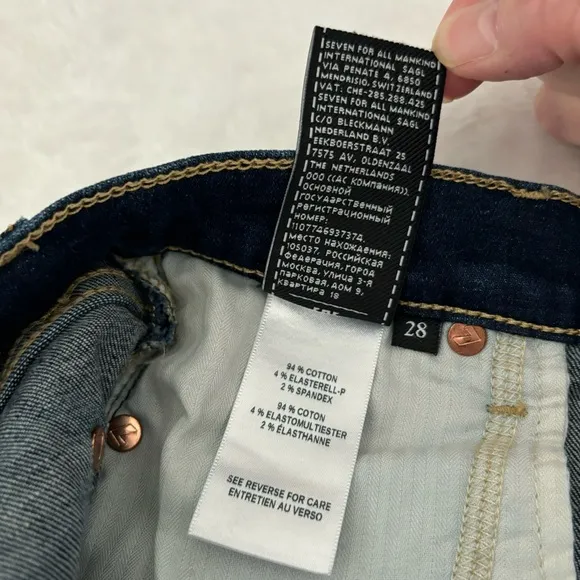 SEVEN FOR ALL MANKIND
INTERNATIONAL SAGL
VIA PENATE 4, 6850
MENDRISIO, SWITZERLAND
VAT: CHE-285.288.425
SEVEN FOR ALL MANKIND
INTERNATIONAL SAGL
C/O BLECKMANN
NEDERLAND B.V.
EEKBOERSTRAAT 25
7575 AV, OLDENZAAL
THE NETHERLANDS
ООО ((АС КОМПАНИЯ)),
ОСНОВНОЙ
ГОСУДАРСТВЕННЫЙ
РЕГИСТРАЦИОННЫЙ
НОМЕР:
1107746937374.
МЕСТО НАХОЖДЕНИЯ:
105037, РОССИЙСКАЯ
ФЕДЕРАЦИЯ, ГОРОД
МОСКВА, УЛИЦА 3-Я
ПАРКОВАЯ, ДОМ 9,
КВАРТИРА 18
28
94 % COTTON
4 % ELASTERELL-P
2 % SPANDEX
94 % COTON
4 % ELASTOMULTIESTER
2 % ÉLASTHANNE
SEE REVERSE FOR CARE
ENTRETIEN AU VERSO